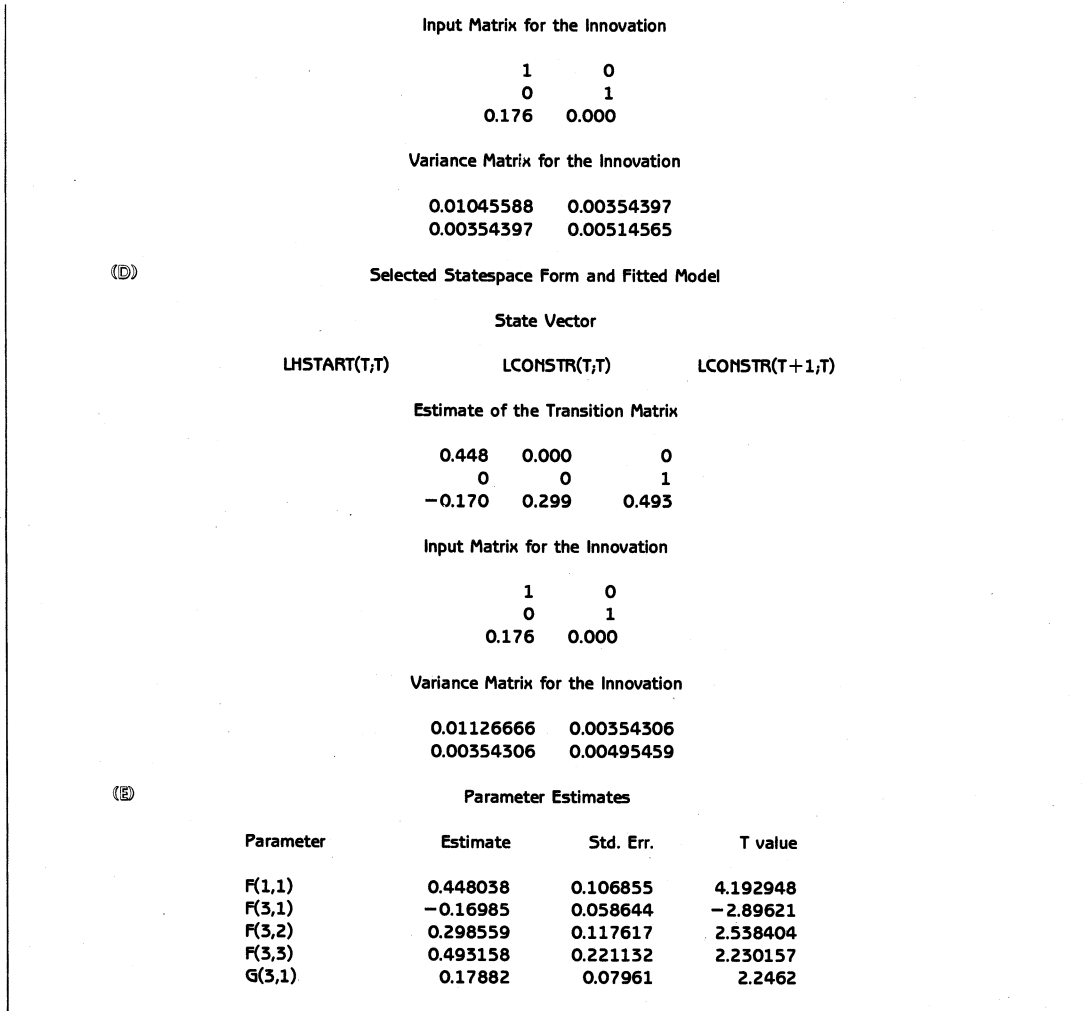 Input Matrix for the Innovation
1 0
0 1
0.176 0.000
Variance Matrix for the Innovation
0.01045588 0.00354397
0.00354397 0.00514565
(D) Selected Statespace Form and Fitted Model
State Vector
LHSTART(T;T) LCONSTR(T;T) LCONSTR(T+1;T)
Estimate of the Transition Matrix
0.448 0.000 0
0 0 1
−0.170 0.299 0.493
Input Matrix for the Innovation
1 0
0 1
0.176 0.000
Variance Matrix for the Innovation
0.01126666 0.00354306
0.00354306 0.00495459
(E) Parameter Estimates
Parameter Estimate Std. Err. T value
F(1,1) 0.448038 0.106855 4.192948
F(3,1) −0.16985 0.058644 −2.89621
F(3,2) 0.298559 0.117617 2.538404
F(3,3) 0.493158 0.221132 2.230157
G(3,1) 0.17882 0.07961 2.2462